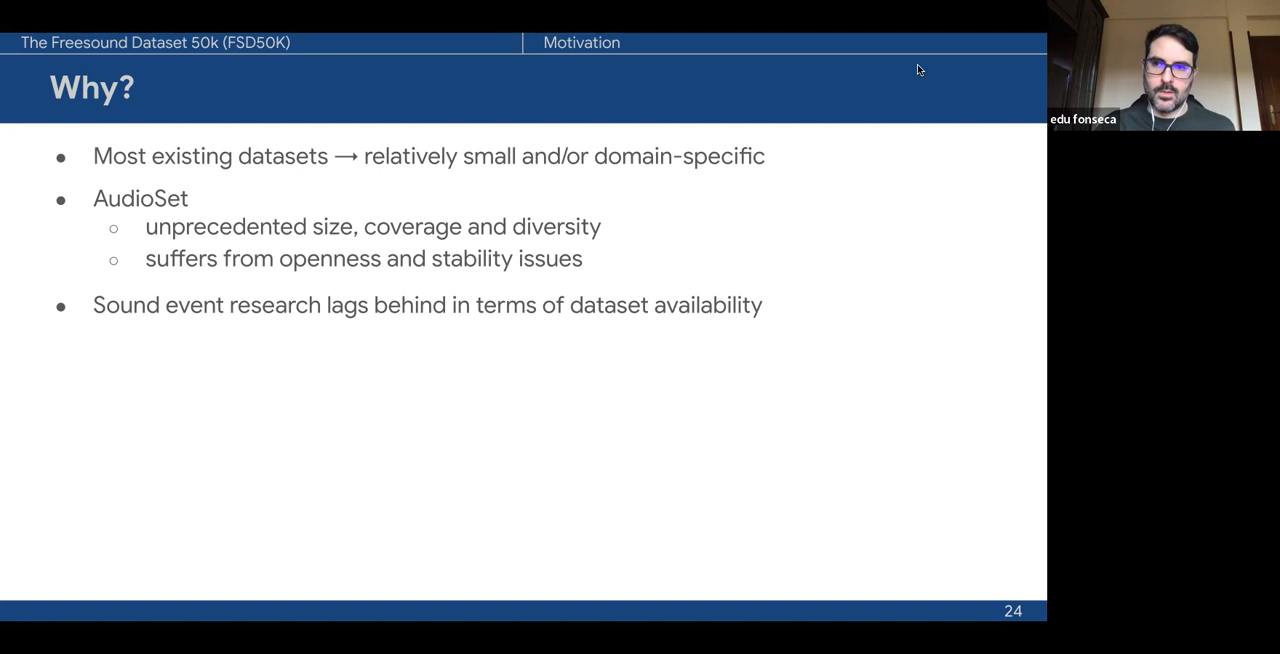 The Freesound Dataset 50k (FSD50K)
Motivation
Why?
edu fonseca
● Most existing datasets → relatively small and/or domain-specific
● AudioSet
○ unprecedented size, coverage and diversity
○ suffers from openness and stability issues
● Sound event research lags behind in terms of dataset availability
24